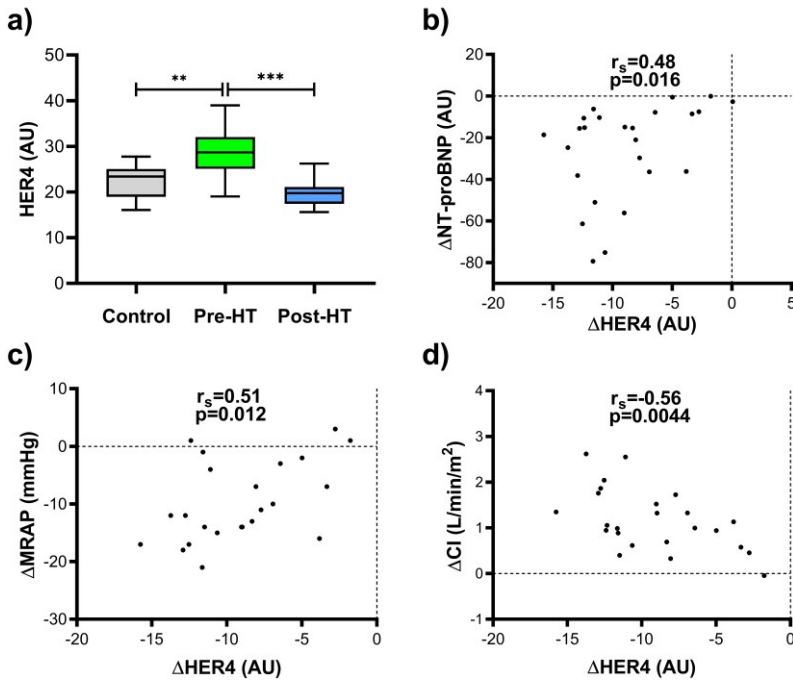 a)
50
40
30
20
10
0
HER4 (AU)
**
***
Control
Pre-HT
Post-HT
b)
rs=0.48
p=0.016
20
0
-20
-40
-60
-80
ΔNT-proBNP (AU)
-20
-15
-10
-5
0
5
ΔHER4 (AU)
c)
rs=0.51
p=0.012
10
0
-10
-20
-30
ΔMRAP (mmHg)
-20
-15
-10
-5
0
ΔHER4 (AU)
d)
rs=-0.56
p=0.0044
4
3
2
1
0
-1
ΔCI (L/min/m²)
-20
-15
-10
-5
0
ΔHER4 (AU)